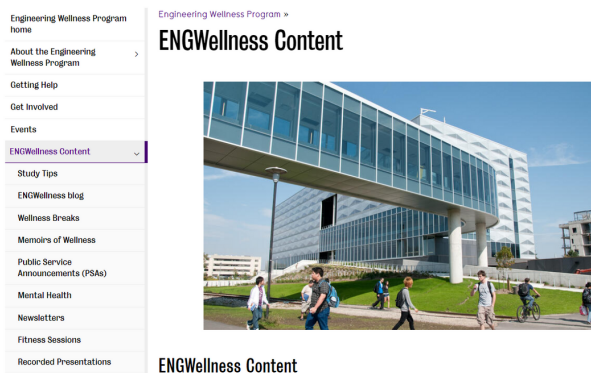 Engineering Wellness Program
home
About the Engineering
Wellness Program
Getting Help
Get Involved
Events
ENGWellness Content
Study Tips
ENGWellness blog
Wellness Breaks
Memoirs of Wellness
Public Service
Announcements (PSAs)
Mental Health
Newsletters
Fitness Sessions
Recorded Presentations
Engineering Wellness Program »
ENGWellness Content
ENGWellness Content